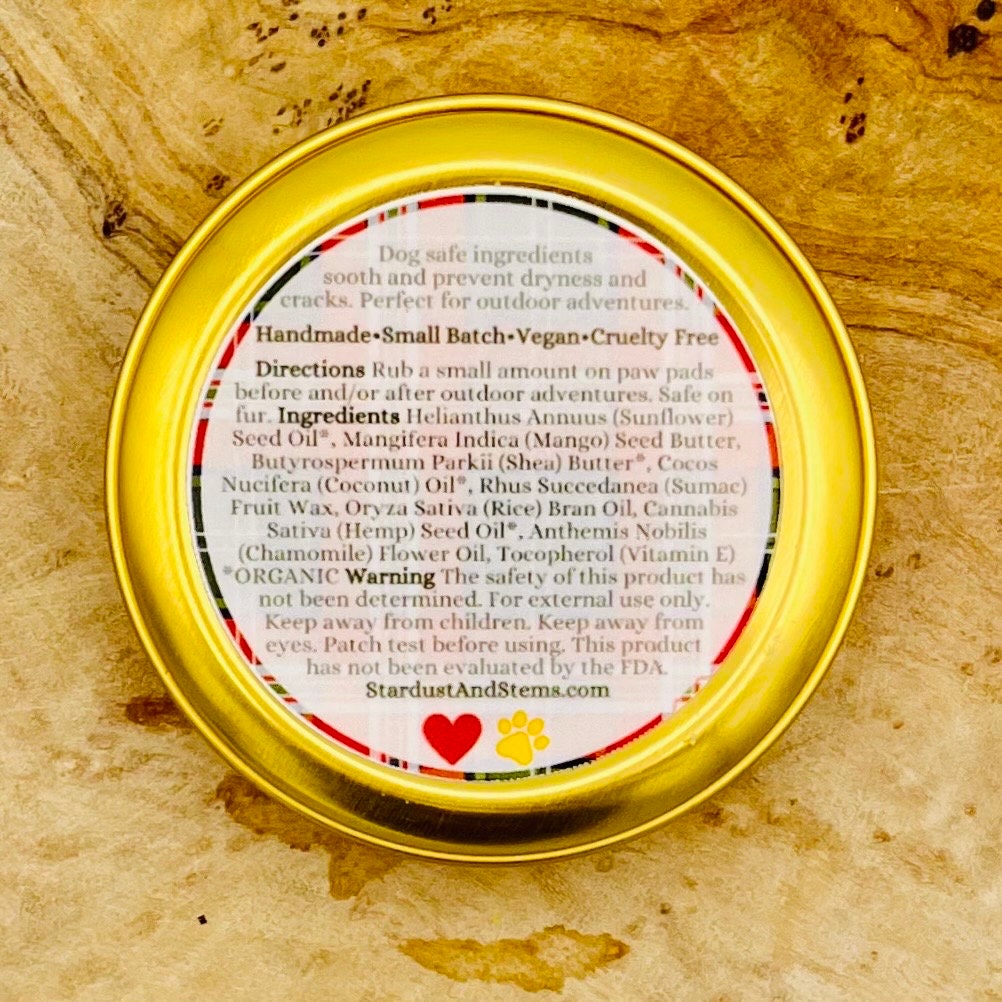 Dog safe ingredients
sooth and prevent dryness and
cracks. Perfect for outdoor adventures.
Handmade•Small Batch•Vegan•Cruelty Free
Directions Rub a small amount on paw pads
before and/or after outdoor adventures. Safe on
fur. Ingredients Helianthus Annuus (Sunflower)
Seed Oil*, Mangifera Indica (Mango) Seed Butter,
Butyrospermum Parkii (Shea) Butter*, Cocos
Nucifera (Coconut) Oil*, Rhus Succedanea (Sumac)
Fruit Wax, Oryza Sativa (Rice) Bran Oil, Cannabis
Sativa (Hemp) Seed Oil*, Anthemis Nobilis
(Chamomile) Flower Oil, Tocopherol (Vitamin E)
*ORGANIC Warning The safety of this product has
not been determined. For external use only.
Keep away from children. Keep away from
eyes. Patch test before using. This product
has not been evaluated by the FDA.
StardustAndStems.com